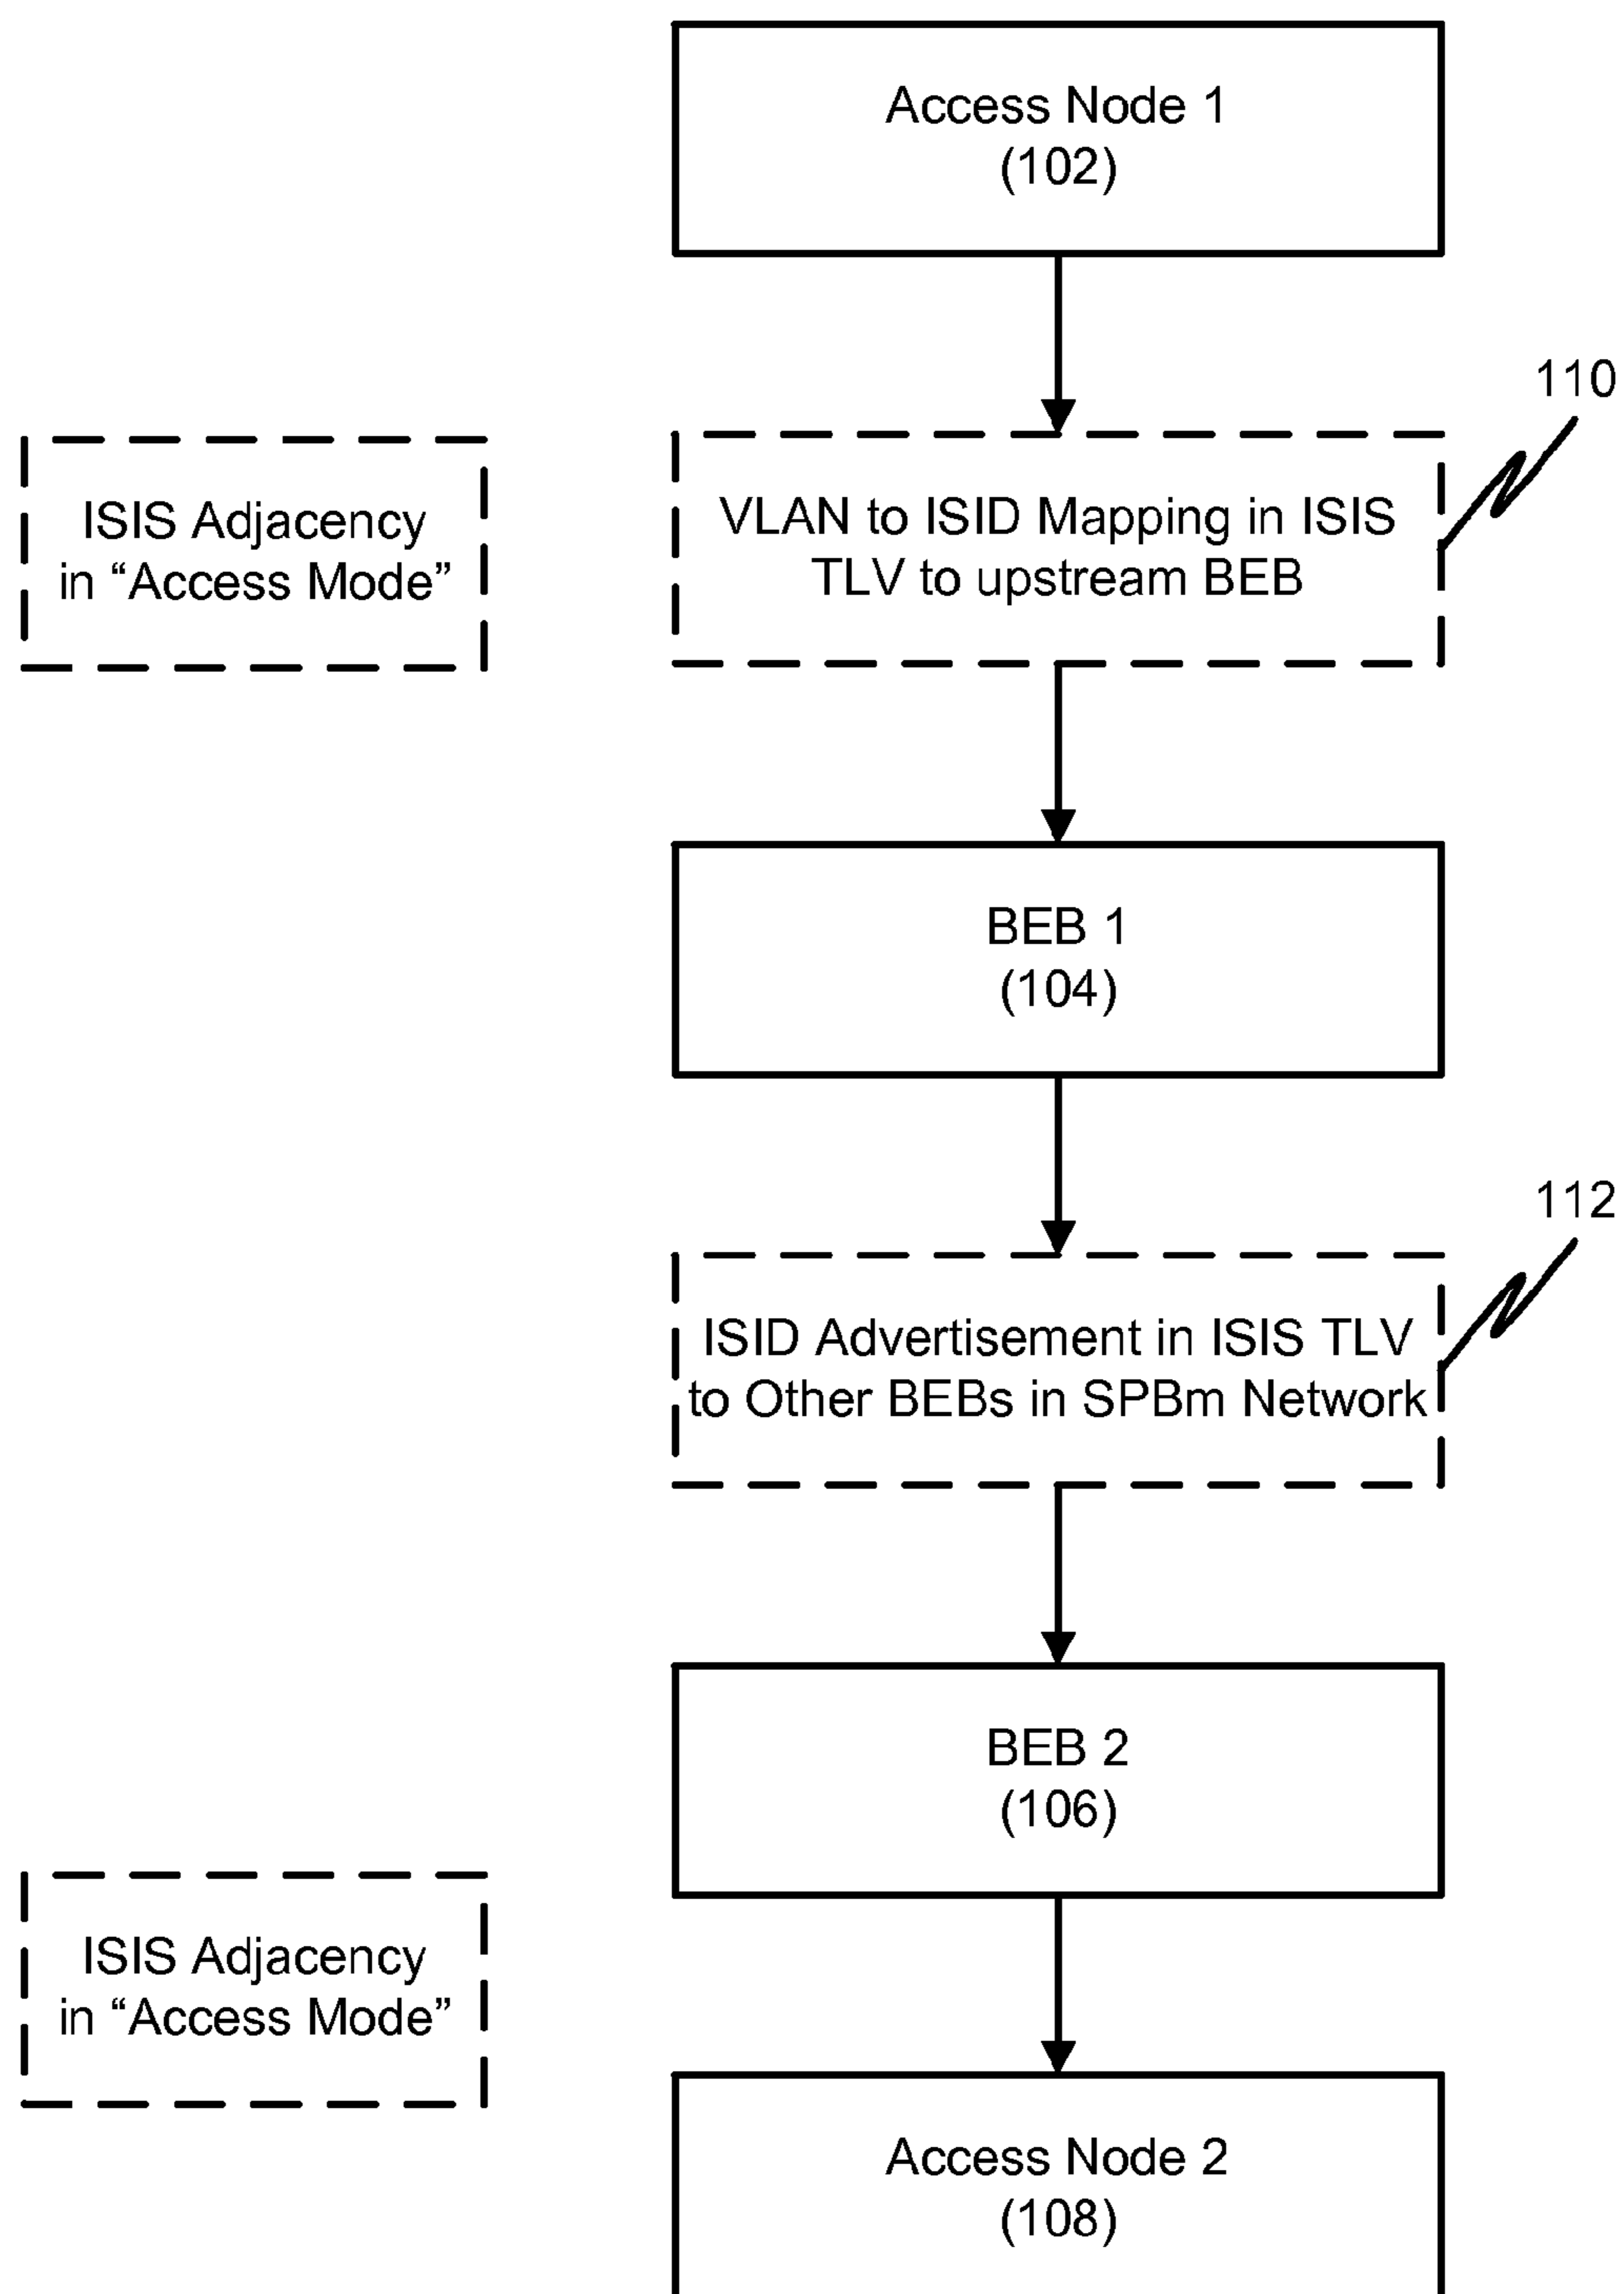 Access Node 1
(102)
110
ISIS Adjacency
in “Access Mode”
VLAN to ISID Mapping in ISIS
TLV to upstream BEB
BEB 1
(104)
112
ISID Advertisement in ISIS TLV
to Other BEBs in SPBm Network
BEB 2
(106)
ISIS Adjacency
in “Access Mode”
Access Node 2
(108)